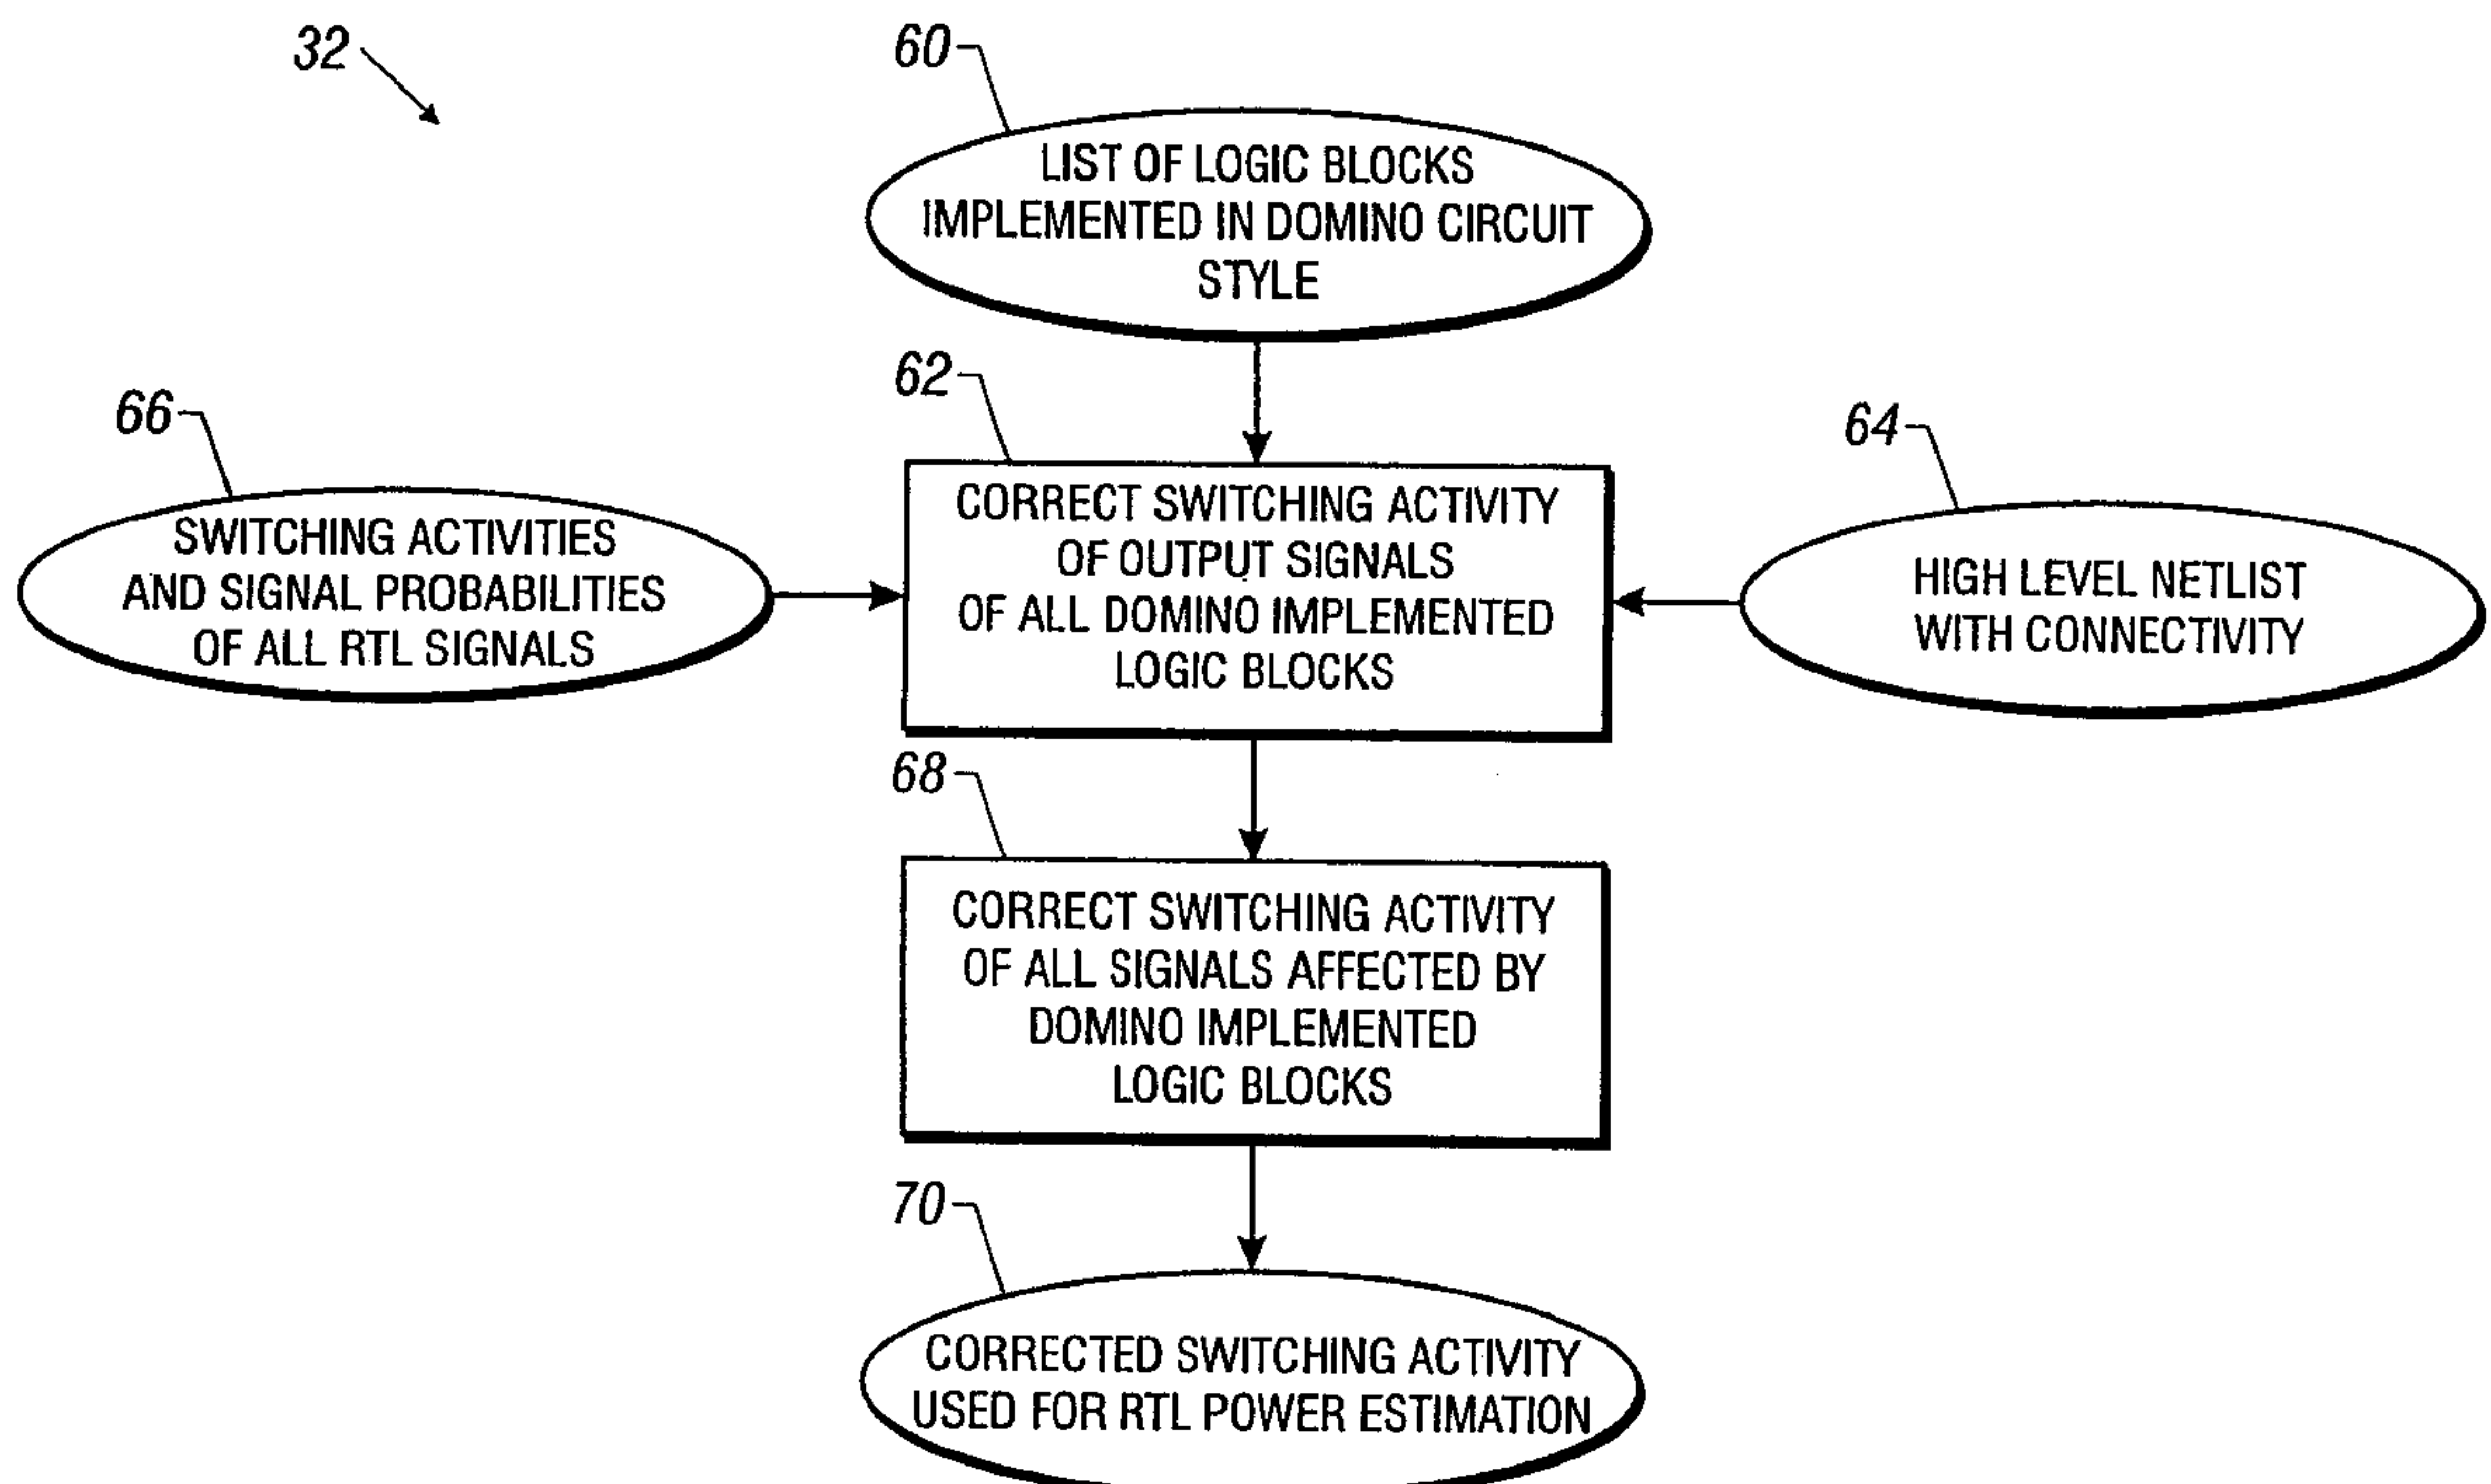 32
60
LIST OF LOGIC BLOCKS
IMPLEMENTED IN DOMINO CIRCUIT
STYLE
62
CORRECT SWITCHING ACTIVITY
OF OUTPUT SIGNALS
OF ALL DOMINO IMPLEMENTED
LOGIC BLOCKS
66
SWITCHING ACTIVITIES
AND SIGNAL PROBABILITIES
OF ALL RTL SIGNALS
64
HIGH LEVEL NETLIST
WITH CONNECTIVITY
68
CORRECT SWITCHING ACTIVITY
OF ALL SIGNALS AFFECTED BY
DOMINO IMPLEMENTED
LOGIC BLOCKS
70
CORRECTED SWITCHING ACTIVITY
USED FOR RTL POWER ESTIMATION